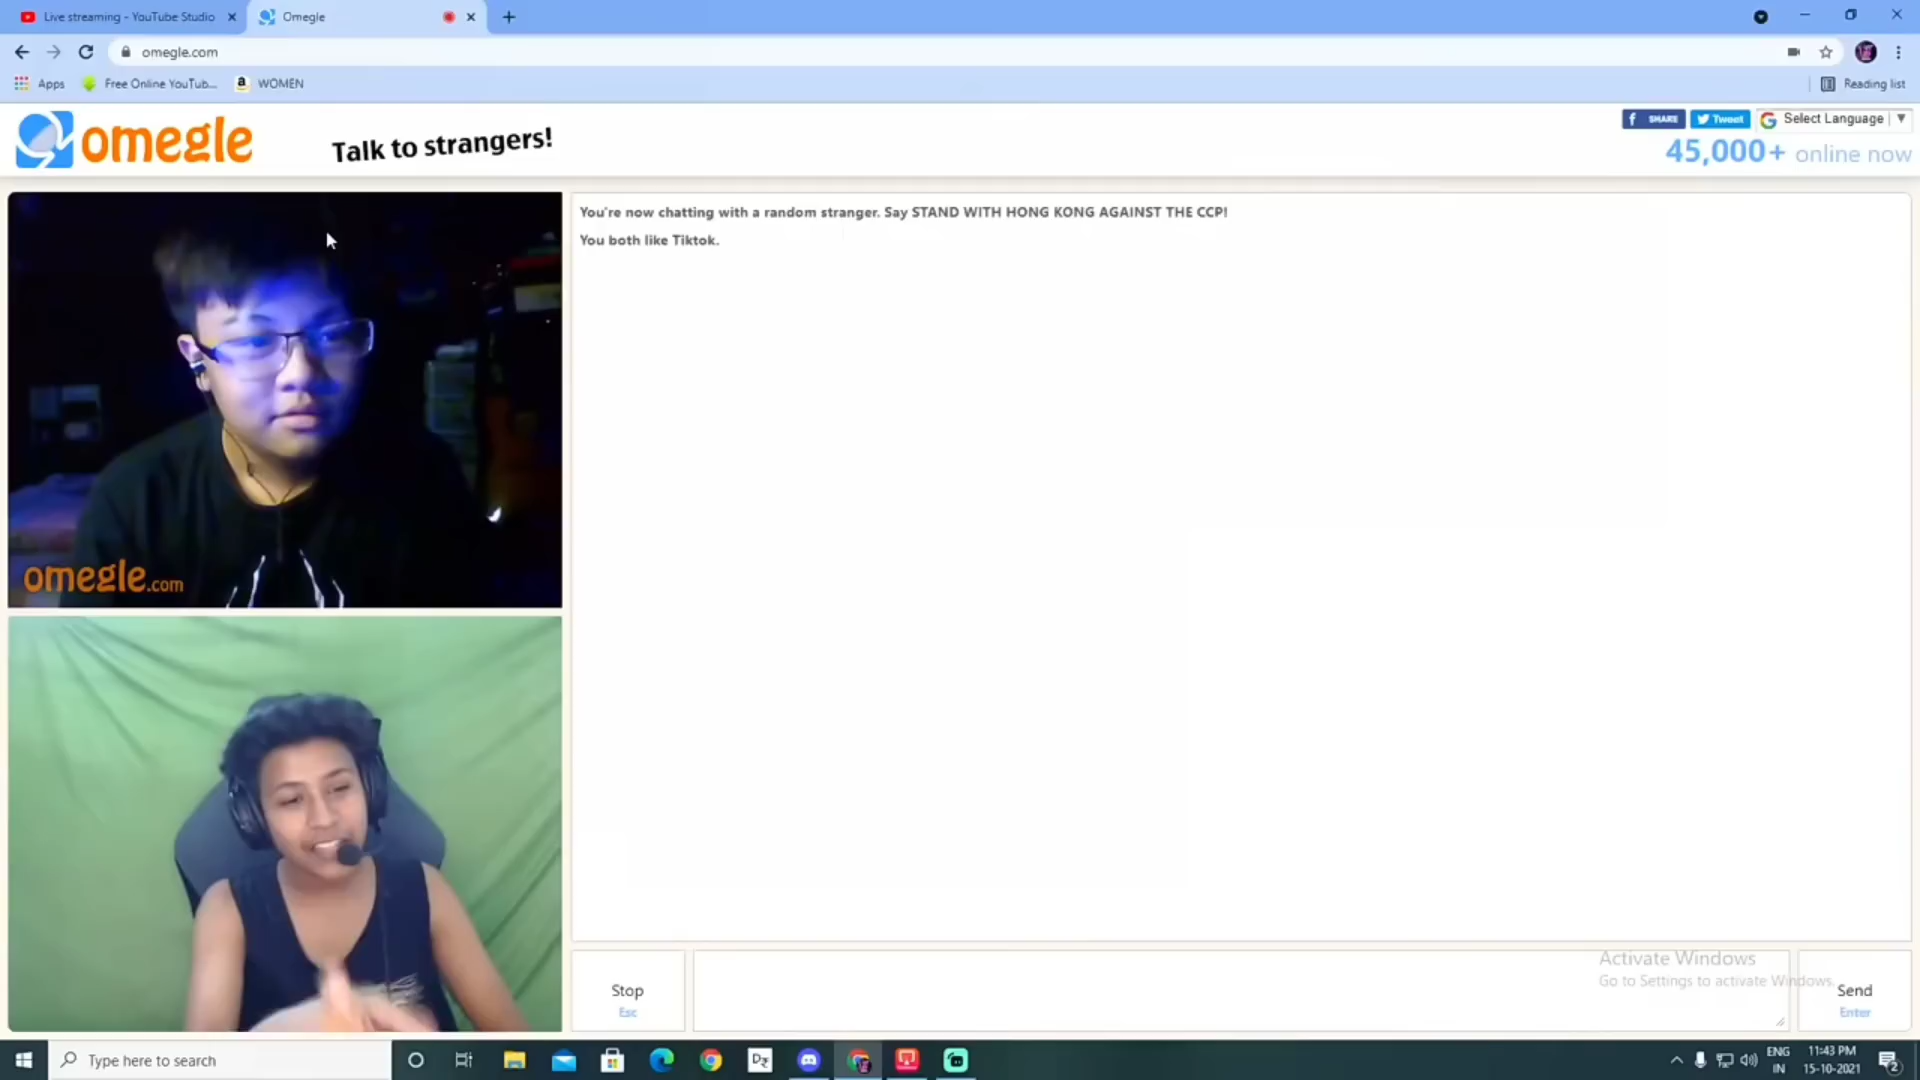 Live streaming - YouTube Studio
Omegle
omegle.com
Apps
Free Online YouTub...
WOMEN
Reading list
omegle
Talk to strangers!
SHARE
Tweet
Select Language
45,000+ online now
You're now chatting with a random stranger. Say STAND WITH HONG KONG AGAINST THE CCP!
You both like Tiktok.
omegle.com
Stop
Esc
Activate Windows
Go to Settings to activate Windows.
Send
Enter
Type here to search
ENG
IN
11:43 PM
15-10-2021
2